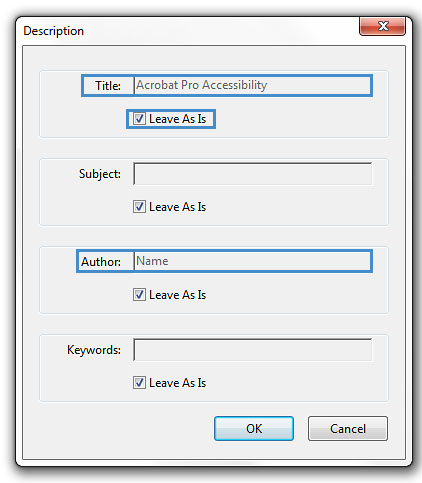 Description
Title: Acrobat Pro Accessibility
Leave As Is
Subject:
Leave As Is
Author: Name
Leave As Is
Keywords:
Leave As Is
OK Cancel